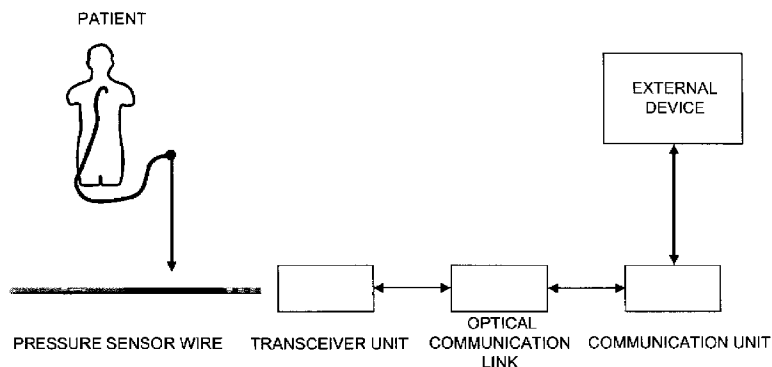 PATIENT
EXTERNAL
DEVICE
PRESSURE SENSOR WIRE
TRANSCEIVER UNIT
OPTICAL
COMMUNICATION
LINK
COMMUNICATION UNIT